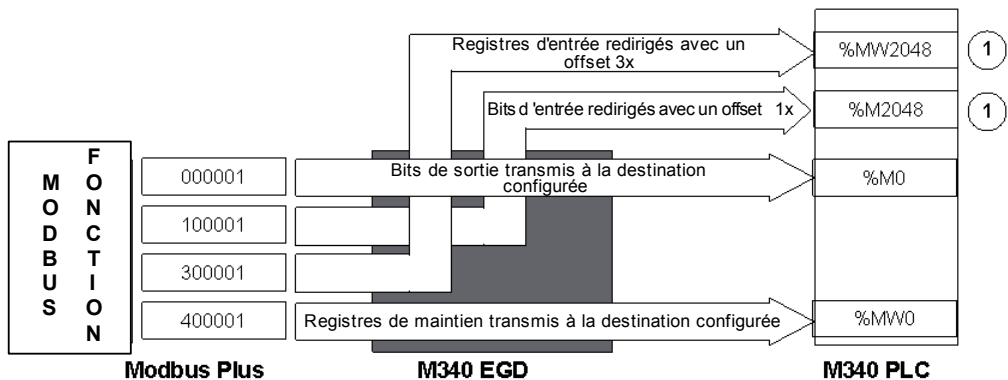 Registres d'entrée redirigés avec un
offset 3x
%MW2048
1
Bits d 'entrée redirigés avec un offset 1x
%M2048
1
MODBUS
FONCTION
000001
Bits de sortie transmis à la destination
configurée
%M0
100001
300001
400001
Registres de maintien transmis à la destination configurée
%MW0
Modbus Plus
M340 EGD
M340 PLC